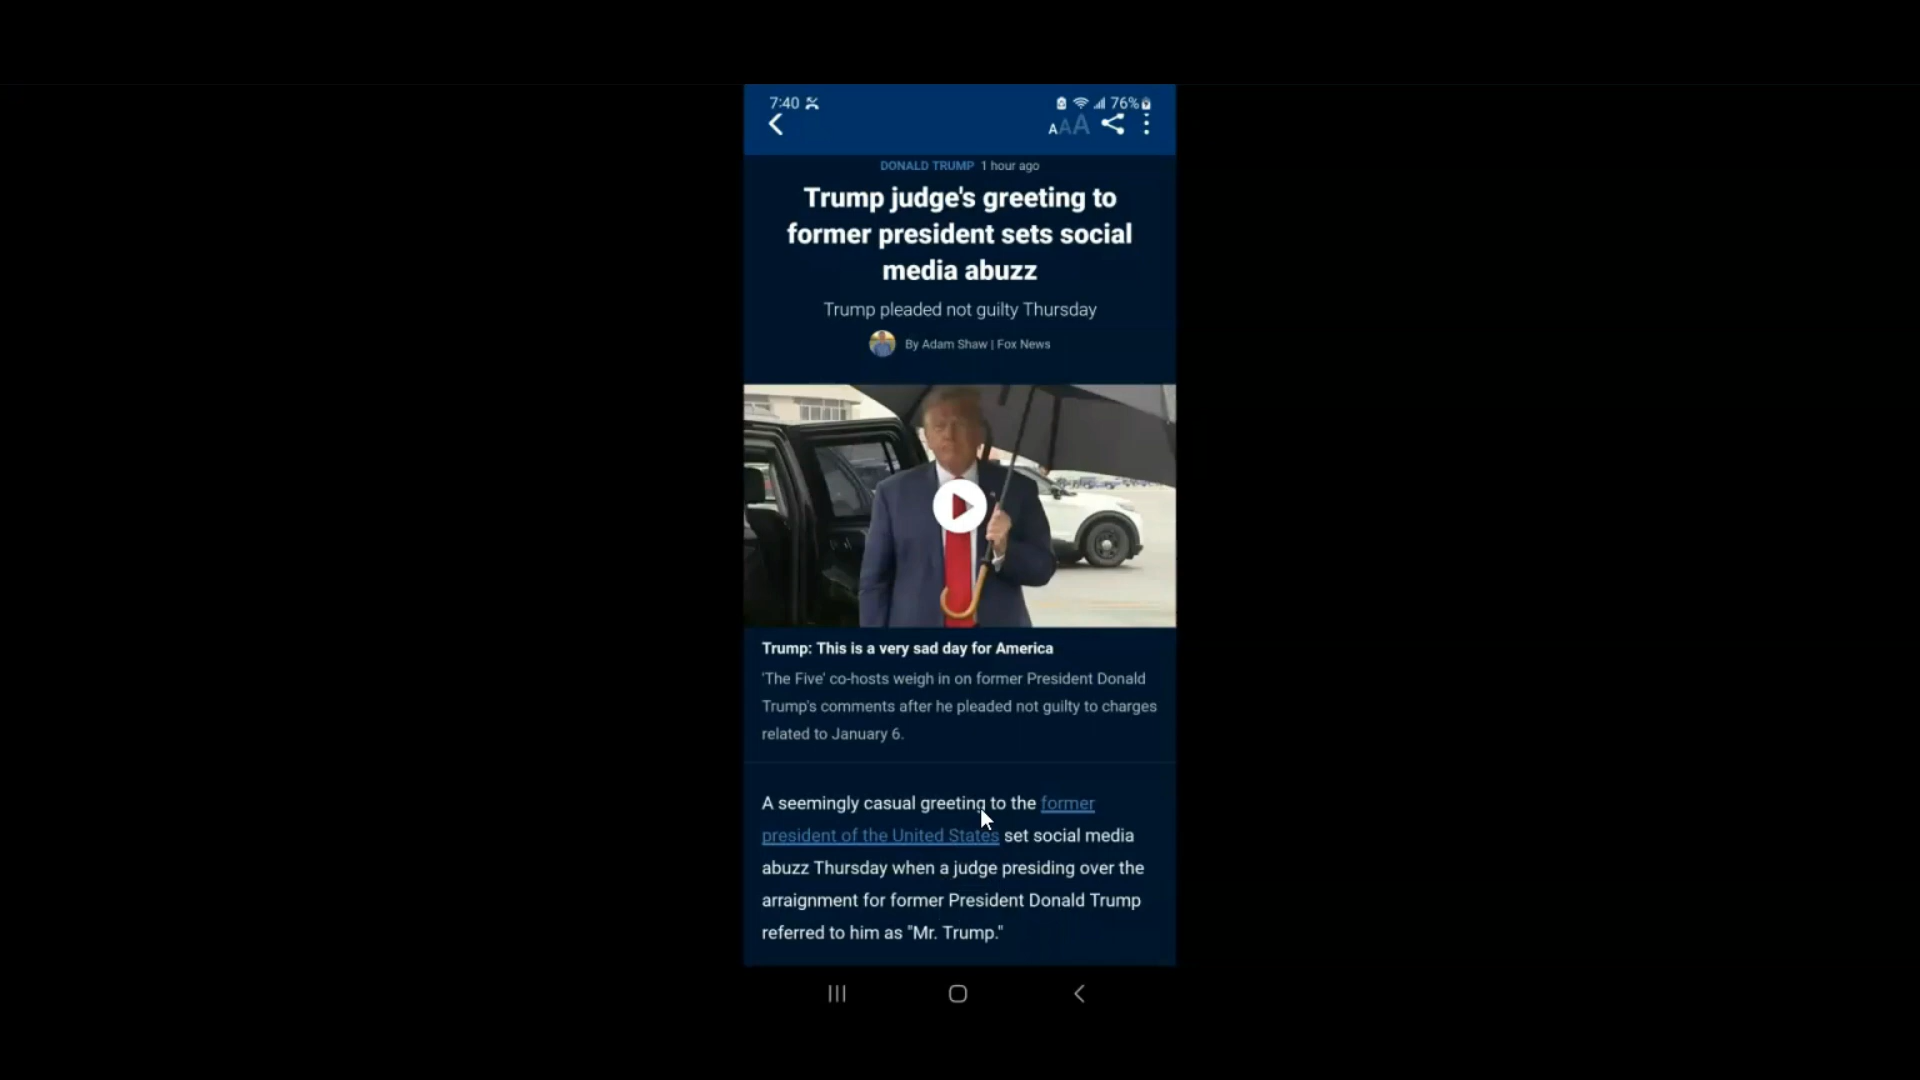 7:40 76%
AAA
DONALD TRUMP 1 hour ago
Trump judge's greeting to
former president sets social
media abuzz
Trump pleaded not guilty Thursday
By Adam Shaw | Fox News
Trump: This is a very sad day for America
'The Five' co-hosts weigh in on former President Donald
Trump's comments after he pleaded not guilty to charges
related to January 6.
A seemingly casual greeting to the former
president of the United States set social media
abuzz Thursday when a judge presiding over the
arraignment for former President Donald Trump
referred to him as "Mr. Trump."